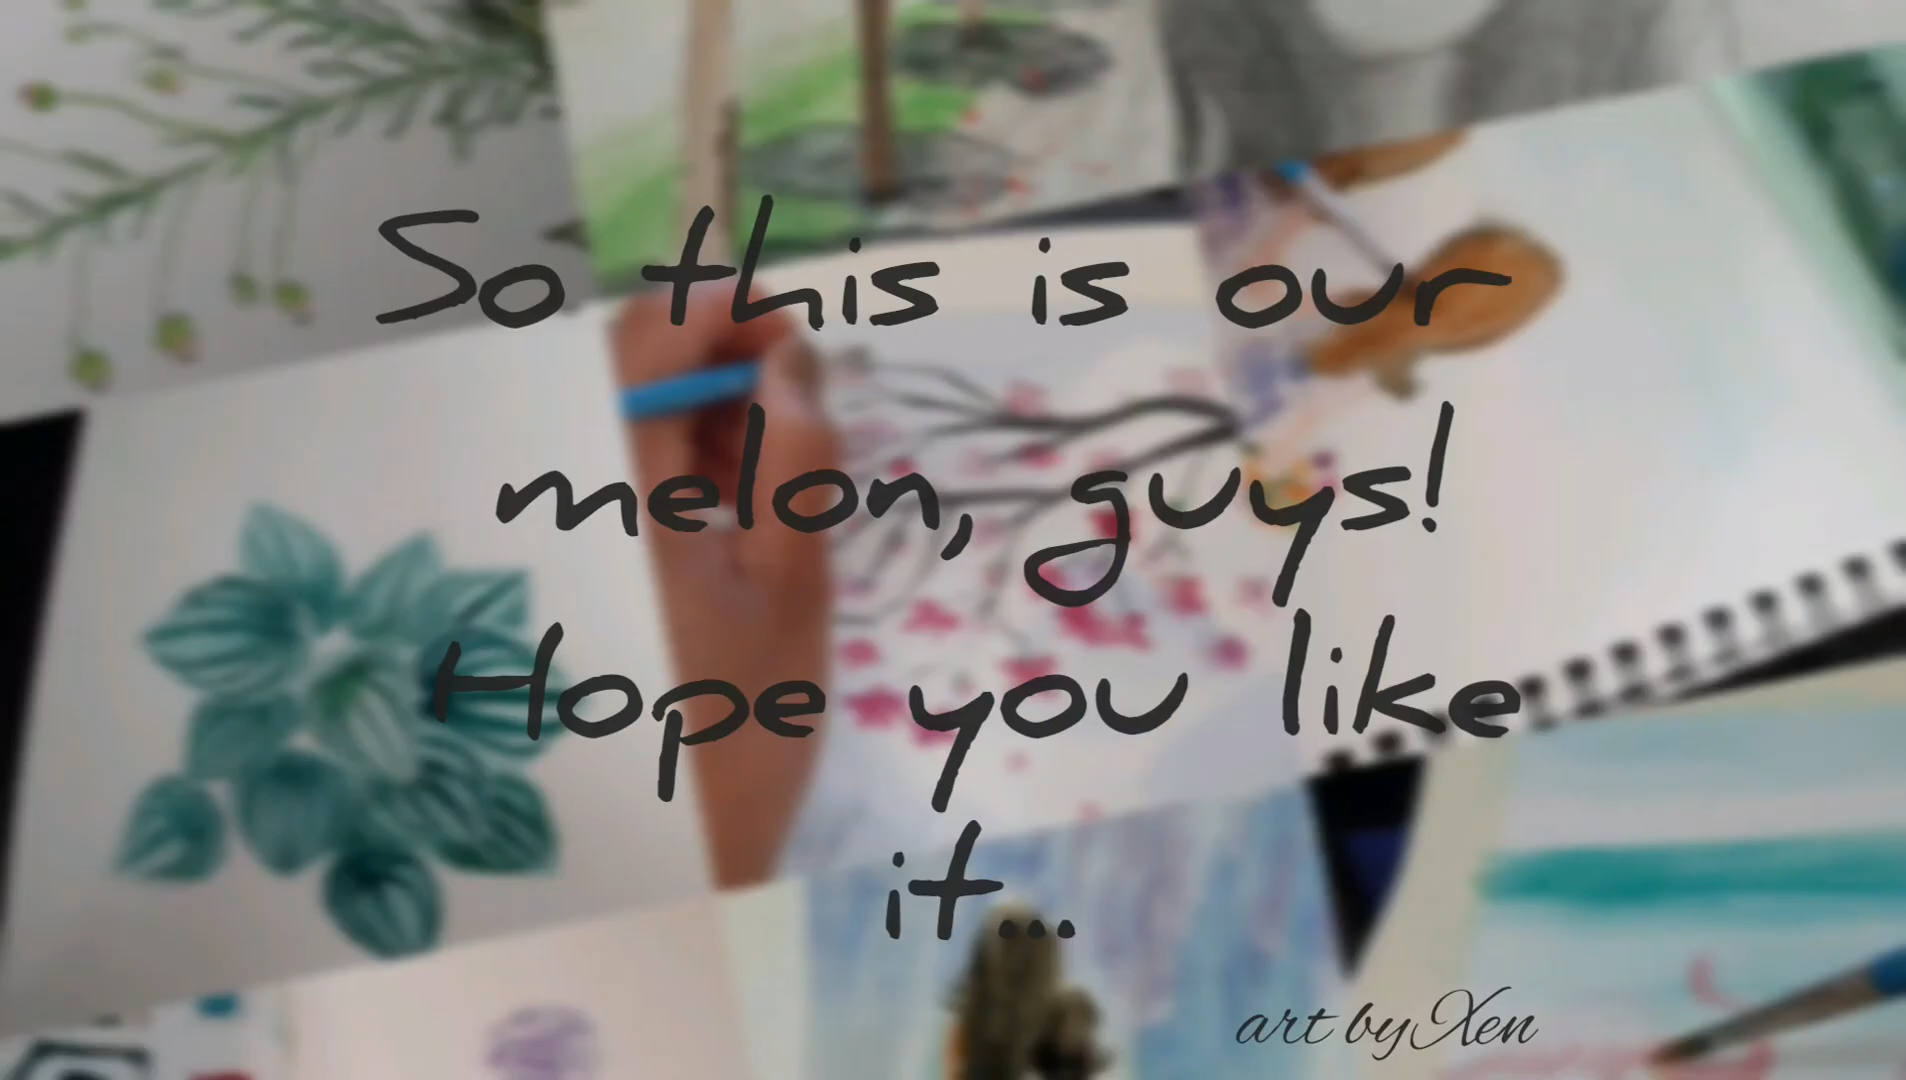 So this is our
melon, guys!
Hope you like
it...
art by Xen